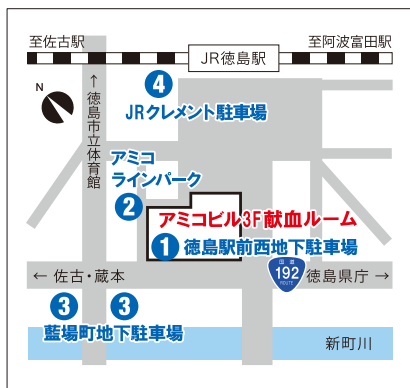 至佐古駅
至阿波富田駅
JR徳島駅
N
↑徳島市立体育館
4
JRクレメント駐車場
アミコ
ラインパーク
2
アミコビル3F 献血ルーム
1 徳島駅前西地下駐車場
← 佐古・蔵本
国道
192
ROUTE
徳島県庁 →
3 3
藍場町地下駐車場
新町川